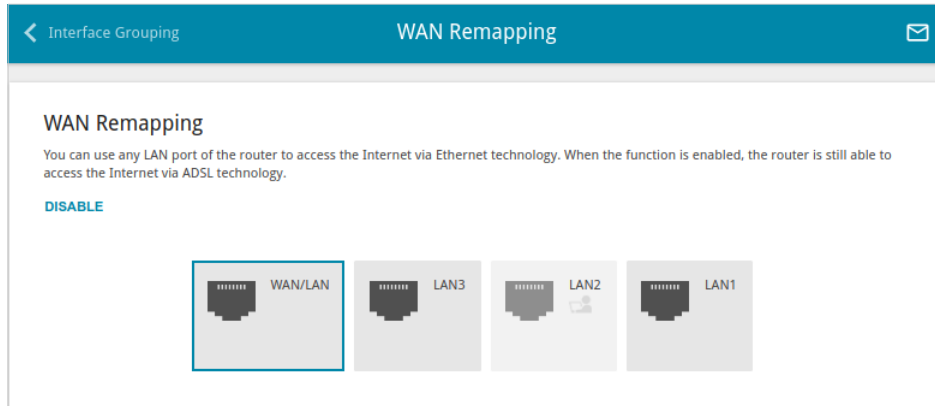 Interface Grouping
WAN Remapping
WAN Remapping
You can use any LAN port of the router to access the Internet via Ethernet technology. When the function is enabled, the router is still able to
access the Internet via ADSL technology.
DISABLE
WAN/LAN
LAN3
LAN2
LAN1